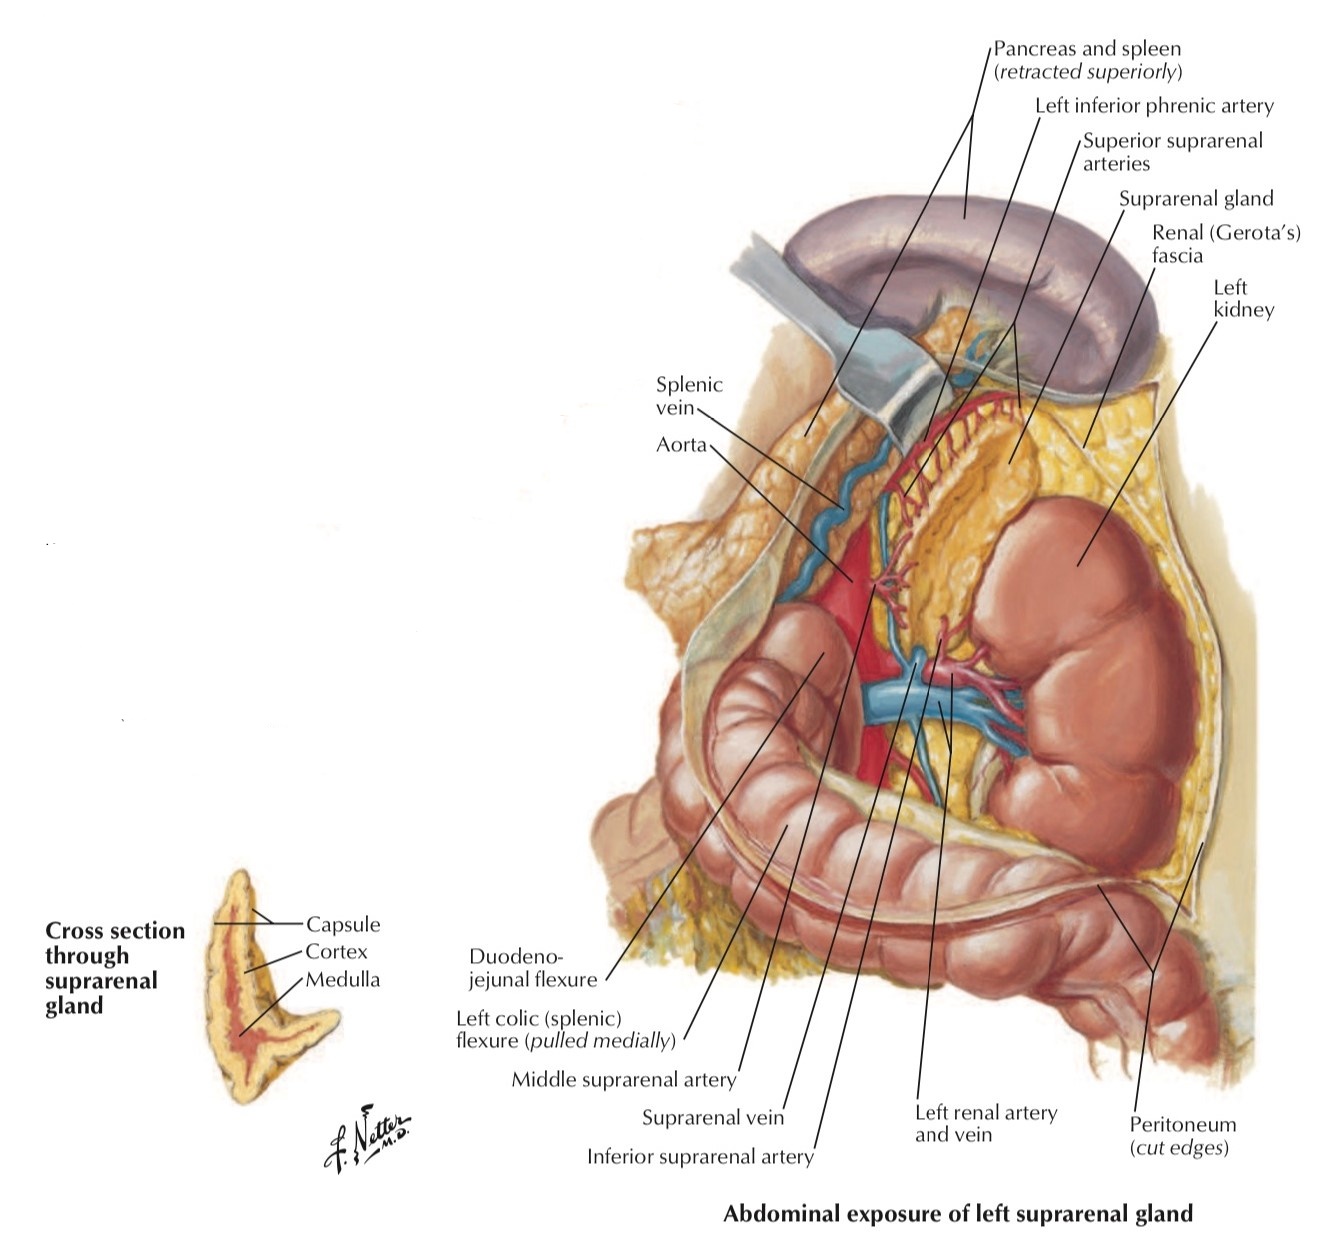 Pancreas and spleen
(retracted superiorly)
Left inferior phrenic artery
Superior suprarenal
arteries
Suprarenal gland
Renal (Gerota's)
fascia
Left
kidney
Splenic
vein
Aorta
Cross section
through
suprarenal
gland
Capsule
Cortex
Medulla
Duodeno-
jejunal flexure
Left colic (splenic)
flexure (pulled medially)
Middle suprarenal artery
Suprarenal vein
Inferior suprarenal artery
Left renal artery
and vein
Peritoneum
(cut edges)
F. Netter
M.D.
Abdominal exposure of left suprarenal gland